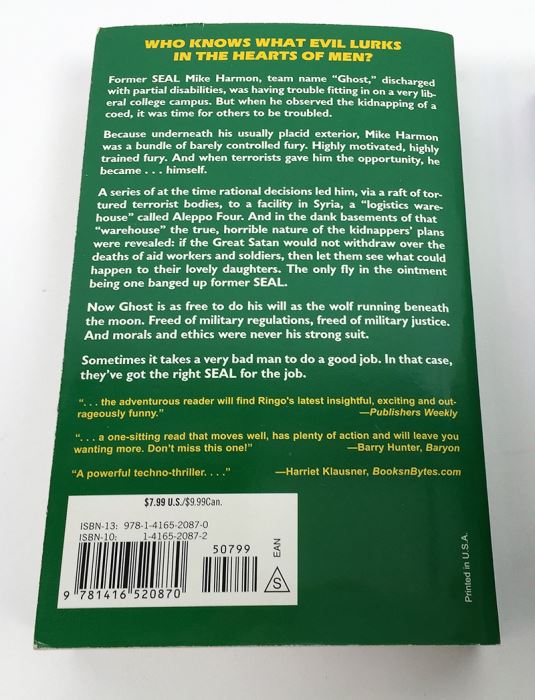 WHO KNOWS WHAT EVIL LURKS
IN THE HEARTS OF MEN?
Former SEAL Mike Harmon, team name “Ghost,” discharged
with partial disabilities, was having trouble fitting in on a very lib-
eral college campus. But when he observed the kidnapping of a
coed, it was time for others to be troubled.
Because underneath his usually placid exterior, Mike Harmon
was a bundle of barely controlled fury. Highly motivated, highly
trained fury. And when terrorists gave him the opportunity, he
became . . . himself.
A series of at the time rational decisions led him, via a raft of tor-
tured terrorist bodies, to a facility in Syria, a “logistics ware-
house” called Aleppo Four. And in the dank basements of that
“warehouse” the true, horrible nature of the kidnappers’ plans
were revealed: if the Great Satan would not withdraw over the
deaths of aid workers and soldiers, then let them see what could
happen to their lovely daughters. The only fly in the ointment
being one banged up former SEAL.
Now Ghost is as free to do his will as the wolf running beneath
the moon. Freed of military regulations, freed of military justice.
And morals and ethics were never his strong suit.
Sometimes it takes a very bad man to do a good job. In that case,
they’ve got the right SEAL for the job.
“. . . the adventurous reader will find Ringo’s latest insightful, exciting and out-
rageously funny.” —Publishers Weekly
“. . . a one-sitting read that moves well, has plenty of action and will leave you
wanting more. Don’t miss this one!” —Barry Hunter, Baryon
“A powerful techno-thriller. . . .” —Harriet Klausner, BooksnBytes.com
$7.99 U.S./$9.99Can.
ISBN-13: 978-1-4165-2087-0
ISBN-10: 1-4165-2087-2
50799
9 781416 520870
S
EAN
Printed in U.S.A.